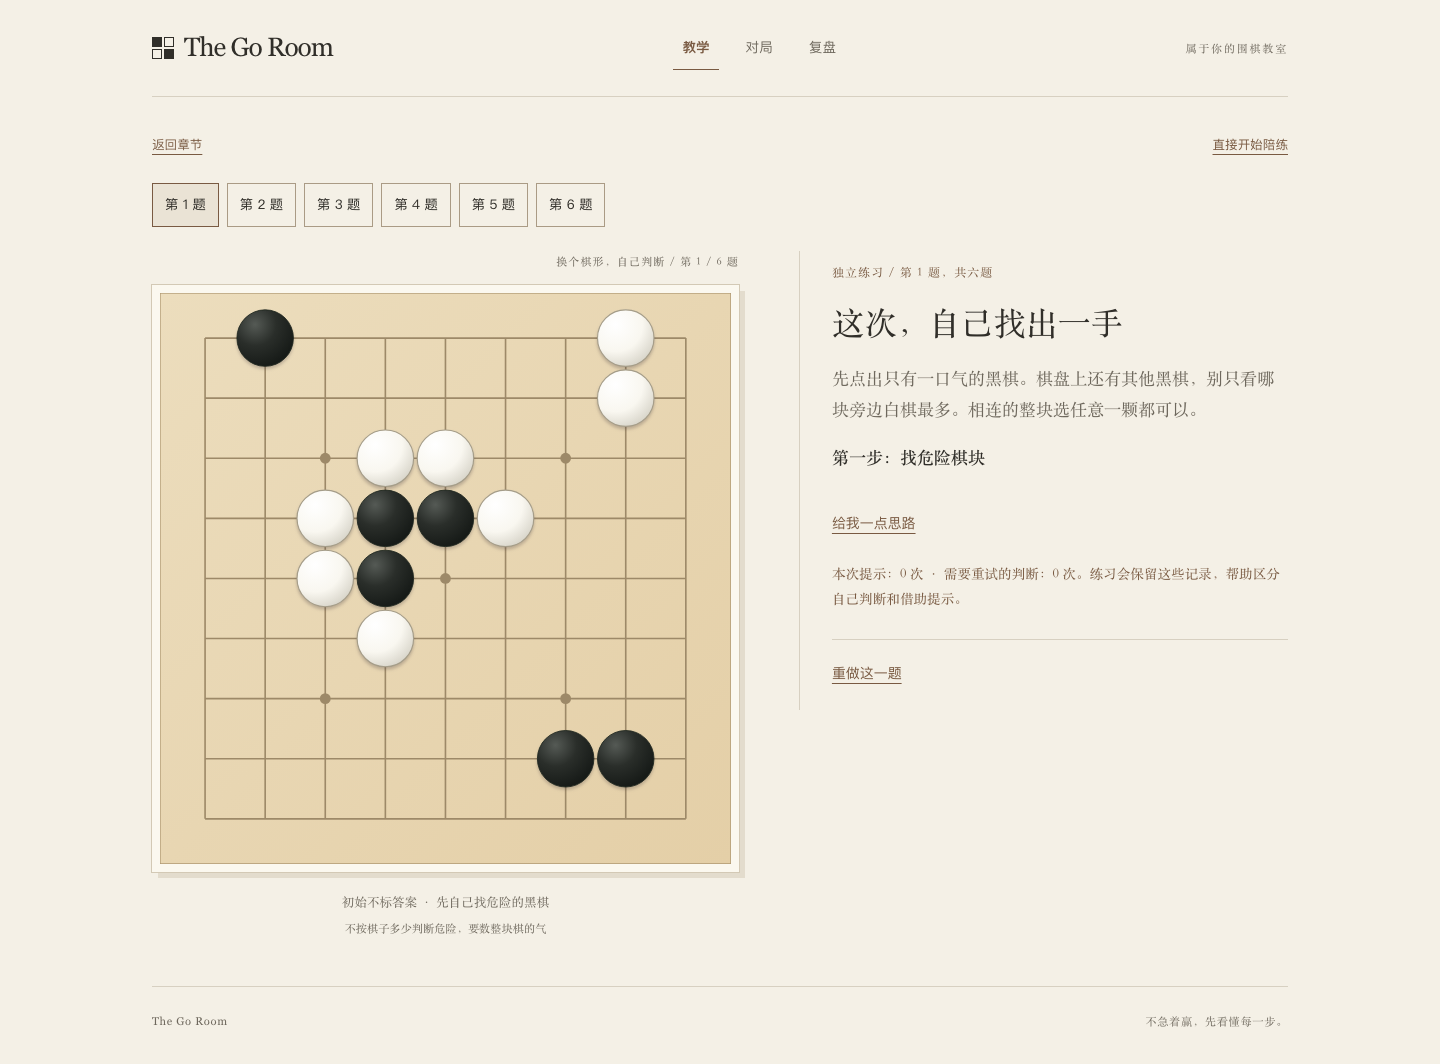 The Go Room
教学
对局
复盘
属于你的围棋教室
返回章节
直接开始陪练
第 1 题
第 2 题
第 3 题
第 4 题
第 5 题
第 6 题
换个棋形，自己判断 / 第 1 / 6 题
独立练习 / 第 1 题，共六题
这次，自己找出一手
先点出只有一口气的黑棋。棋盘上还有其他黑棋，别只看哪
块旁边白棋最多。相连的整块选任意一颗都可以。
第一步：找危险棋块
给我一点思路
本次提示：0 次 · 需要重试的判断：0 次。练习会保留这些记录，帮助区分
自己判断和借助提示。
重做这一题
初始不标答案 · 先自己找危险的黑棋
不按棋子多少判断危险，要数整块棋的气
The Go Room
不急着赢，先看懂每一步。